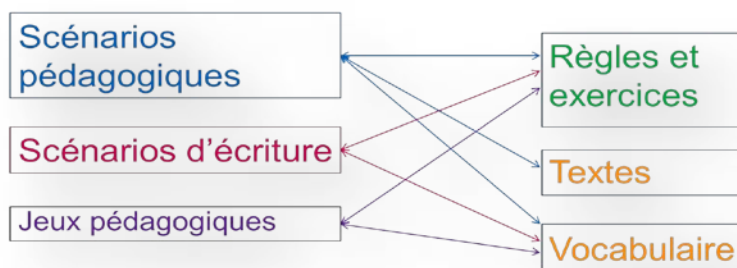 Scénarios
pédagogiques
Scénarios d'écriture
Jeux pédagogiques
Règles et
exercices
Textes
Vocabulaire